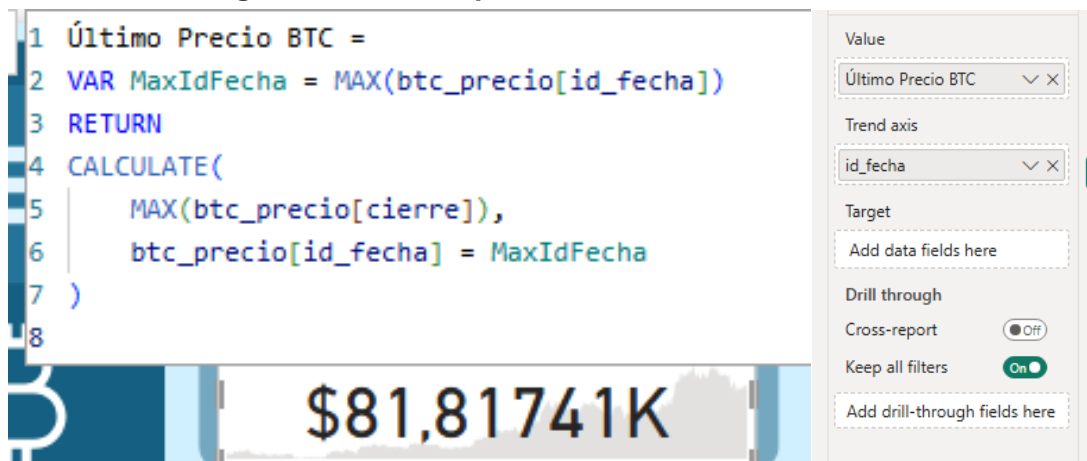 1 Último Precio BTC =
2 VAR MaxIdFecha = MAX(btc_precio[id_fecha])
3 RETURN
4 CALCULATE(
5 MAX(btc_precio[cierre]),
6 btc_precio[id_fecha] = MaxIdFecha
7 )
8
$81,81741K
Value
Último Precio BTC
Trend axis
id_fecha
Target
Add data fields here
Drill through
Cross-report Off
Keep all filters On
Add drill-through fields here